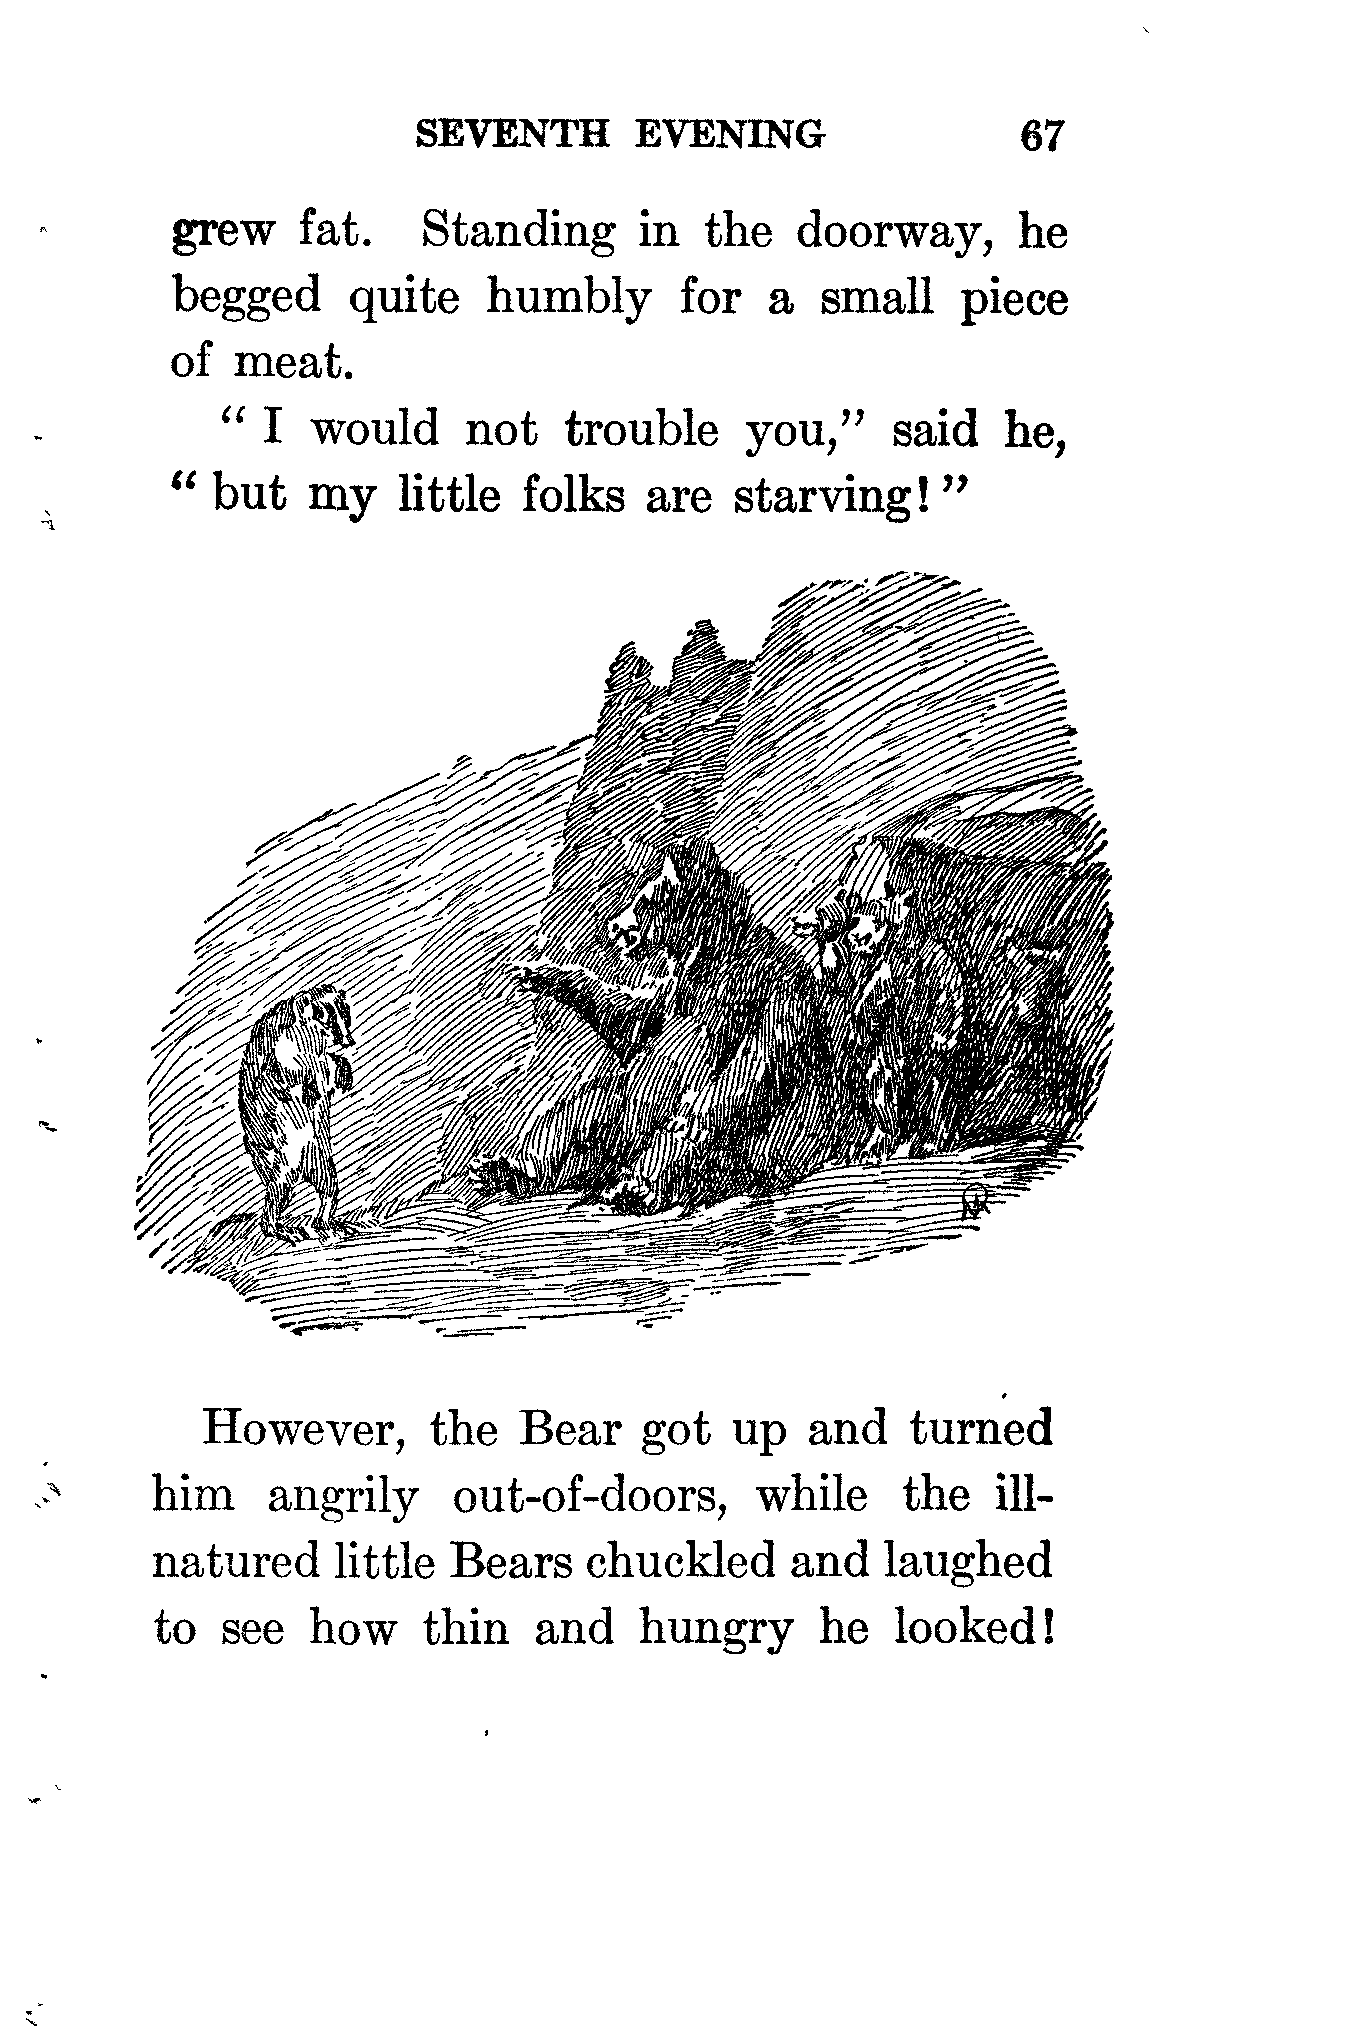 SEVENTH EVENING 67
grew fat. Standing in the doorway, he
begged quite humbly for a small piece
of meat.
“ I would not trouble you,” said he,
“ but my little folks are starving! ”
However, the Bear got up and turned
him angrily out-of-doors, while the ill-
natured little Bears chuckled and laughed
to see how thin and hungry he looked!